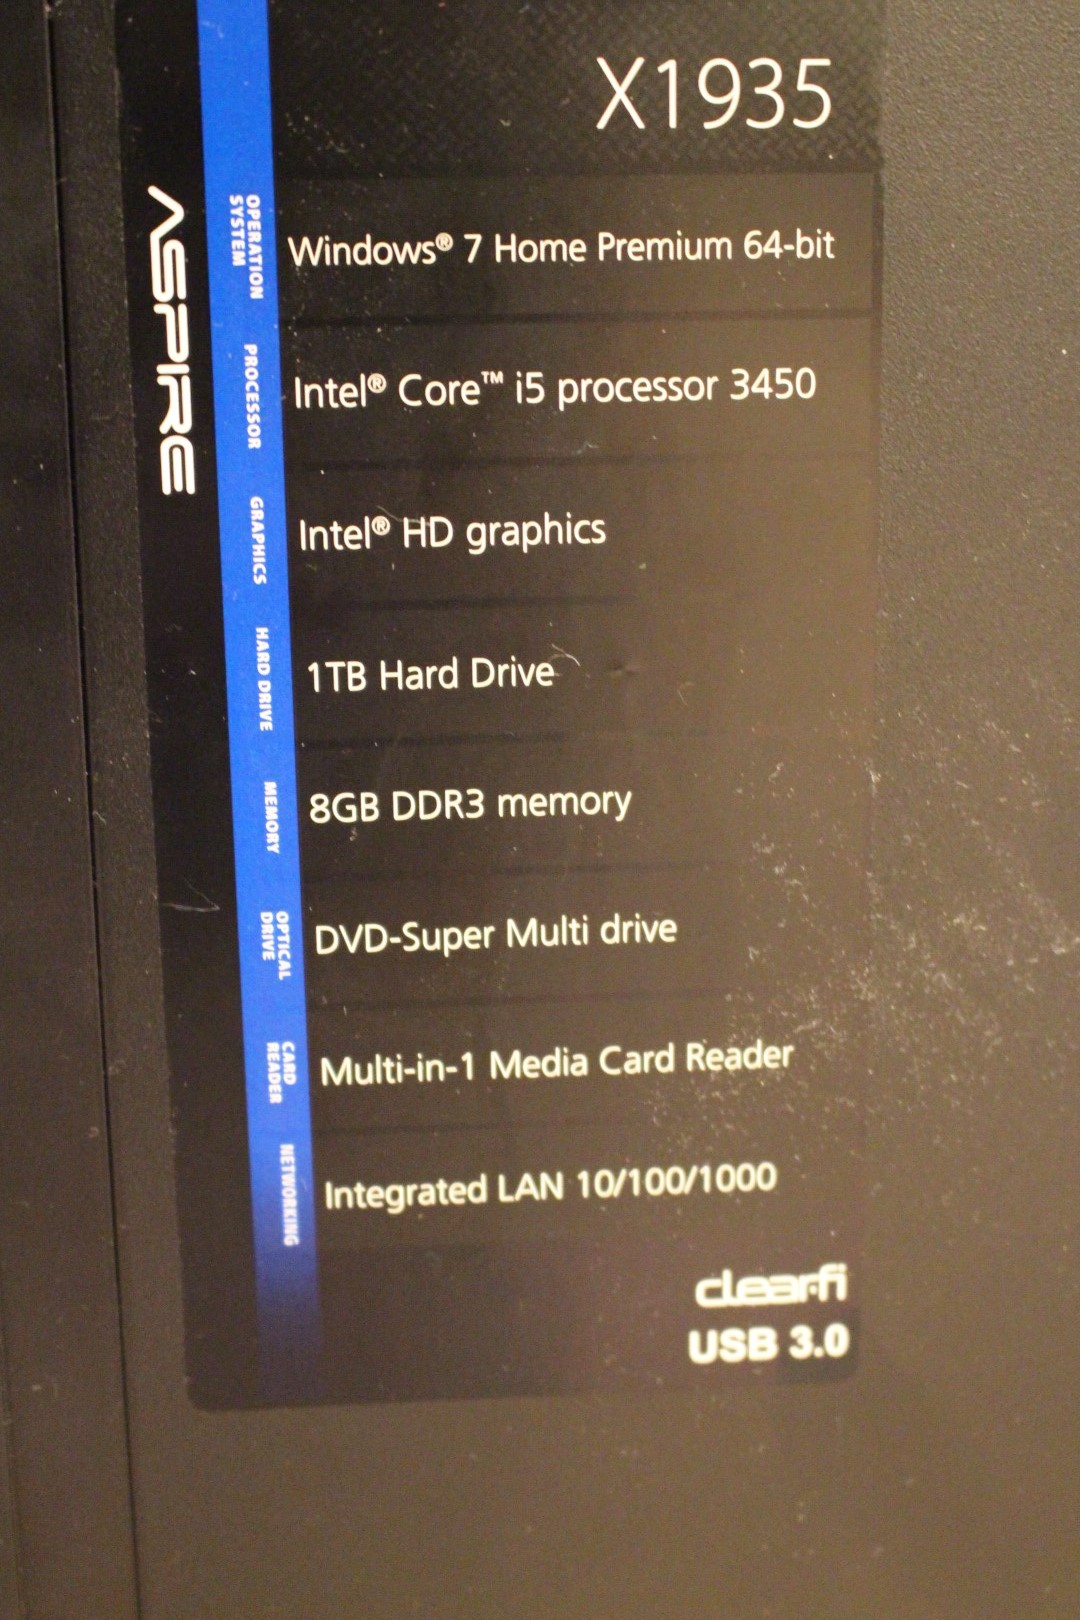 X1935
ASPIRE
OPERATION
SYSTEM
Windows® 7 Home Premium 64-bit
PROCESSOR
Intel® Core™ i5 processor 3450
GRAPHICS
Intel® HD graphics
HARD DRIVE
1TB Hard Drive
MEMORY
8GB DDR3 memory
OPTICAL
DRIVE
DVD-Super Multi drive
CARD
READER
Multi-in-1 Media Card Reader
NETWORKING
Integrated LAN 10/100/1000
clear.fi
USB 3.0